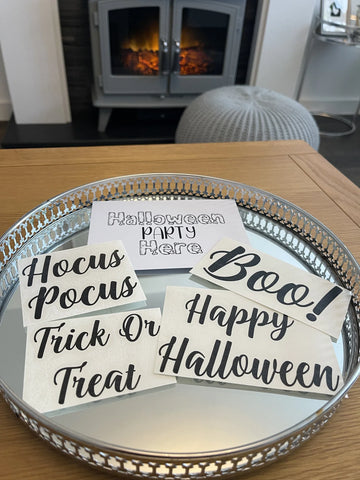 Halloween
PARTY
Here
Hocus
Pocus
Boo!
Trick Or
Treat
Happy
Halloween